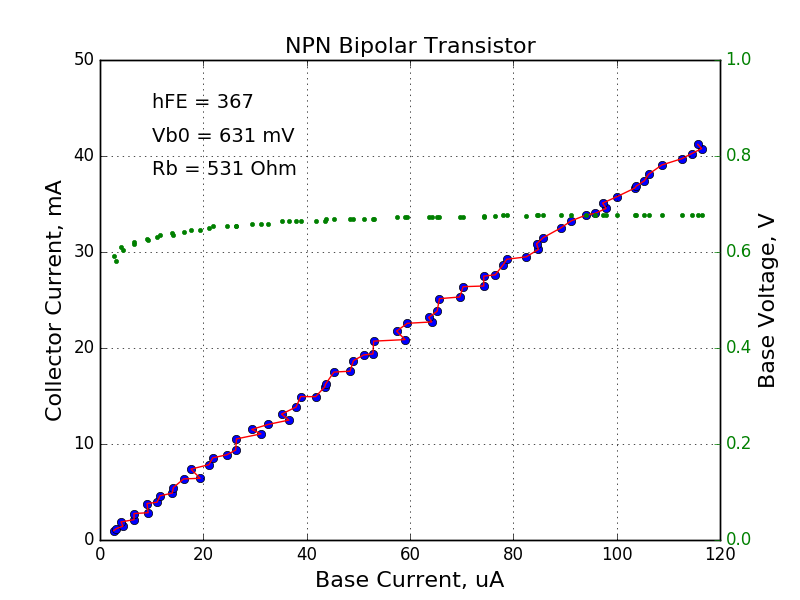 NPN Bipolar Transistor
hFE = 367
Vb0 = 631 mV
Rb = 531 Ohm
Collector Current, mA
50
40
30
20
10
0
Base Voltage, V
1.0
0.8
0.6
0.4
0.2
0.0
0 20 40 60 80 100 120
Base Current, uA